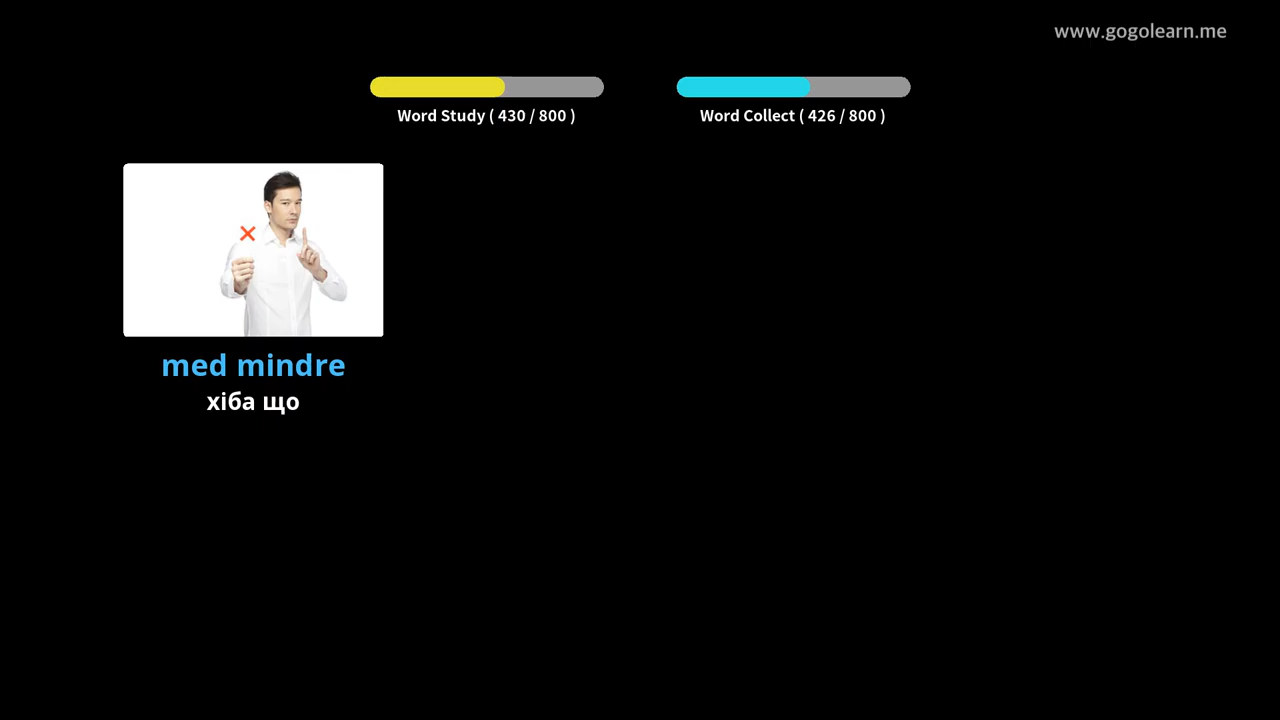 www.gogolearn.me
Word Study ( 430 / 800 )
Word Collect ( 426 / 800 )
med mindre
хіба що